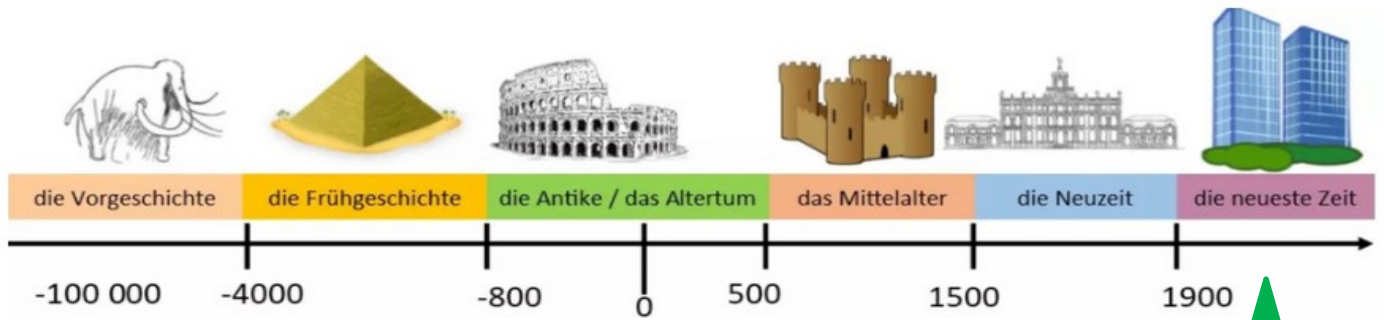 die Vorgeschichte die Frühgeschichte die Antike / das Altertum das Mittelalter die Neuzeit die neueste Zeit
-100 000 -4000 -800 0 500 1500 1900